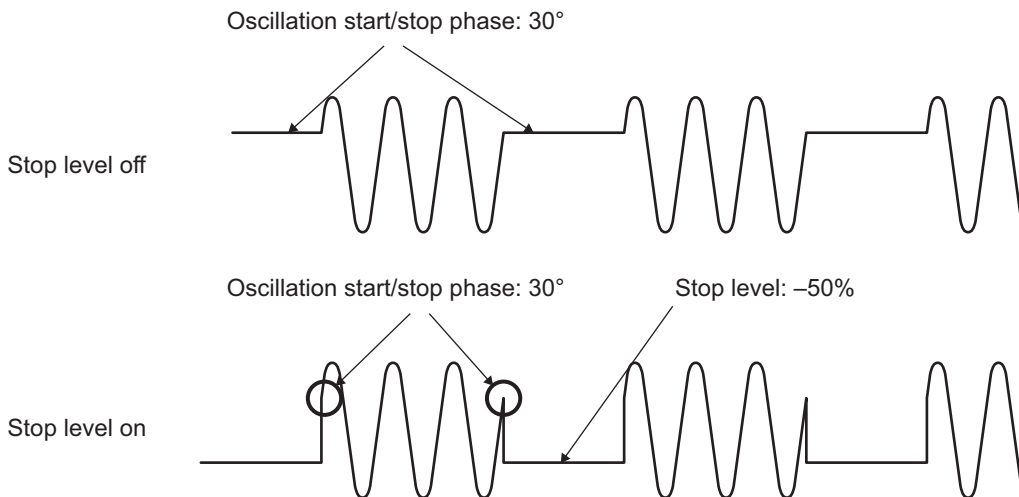 Oscillation start/stop phase: 30°
Stop level off
Oscillation start/stop phase: 30°
Stop level: –50%
Stop level on